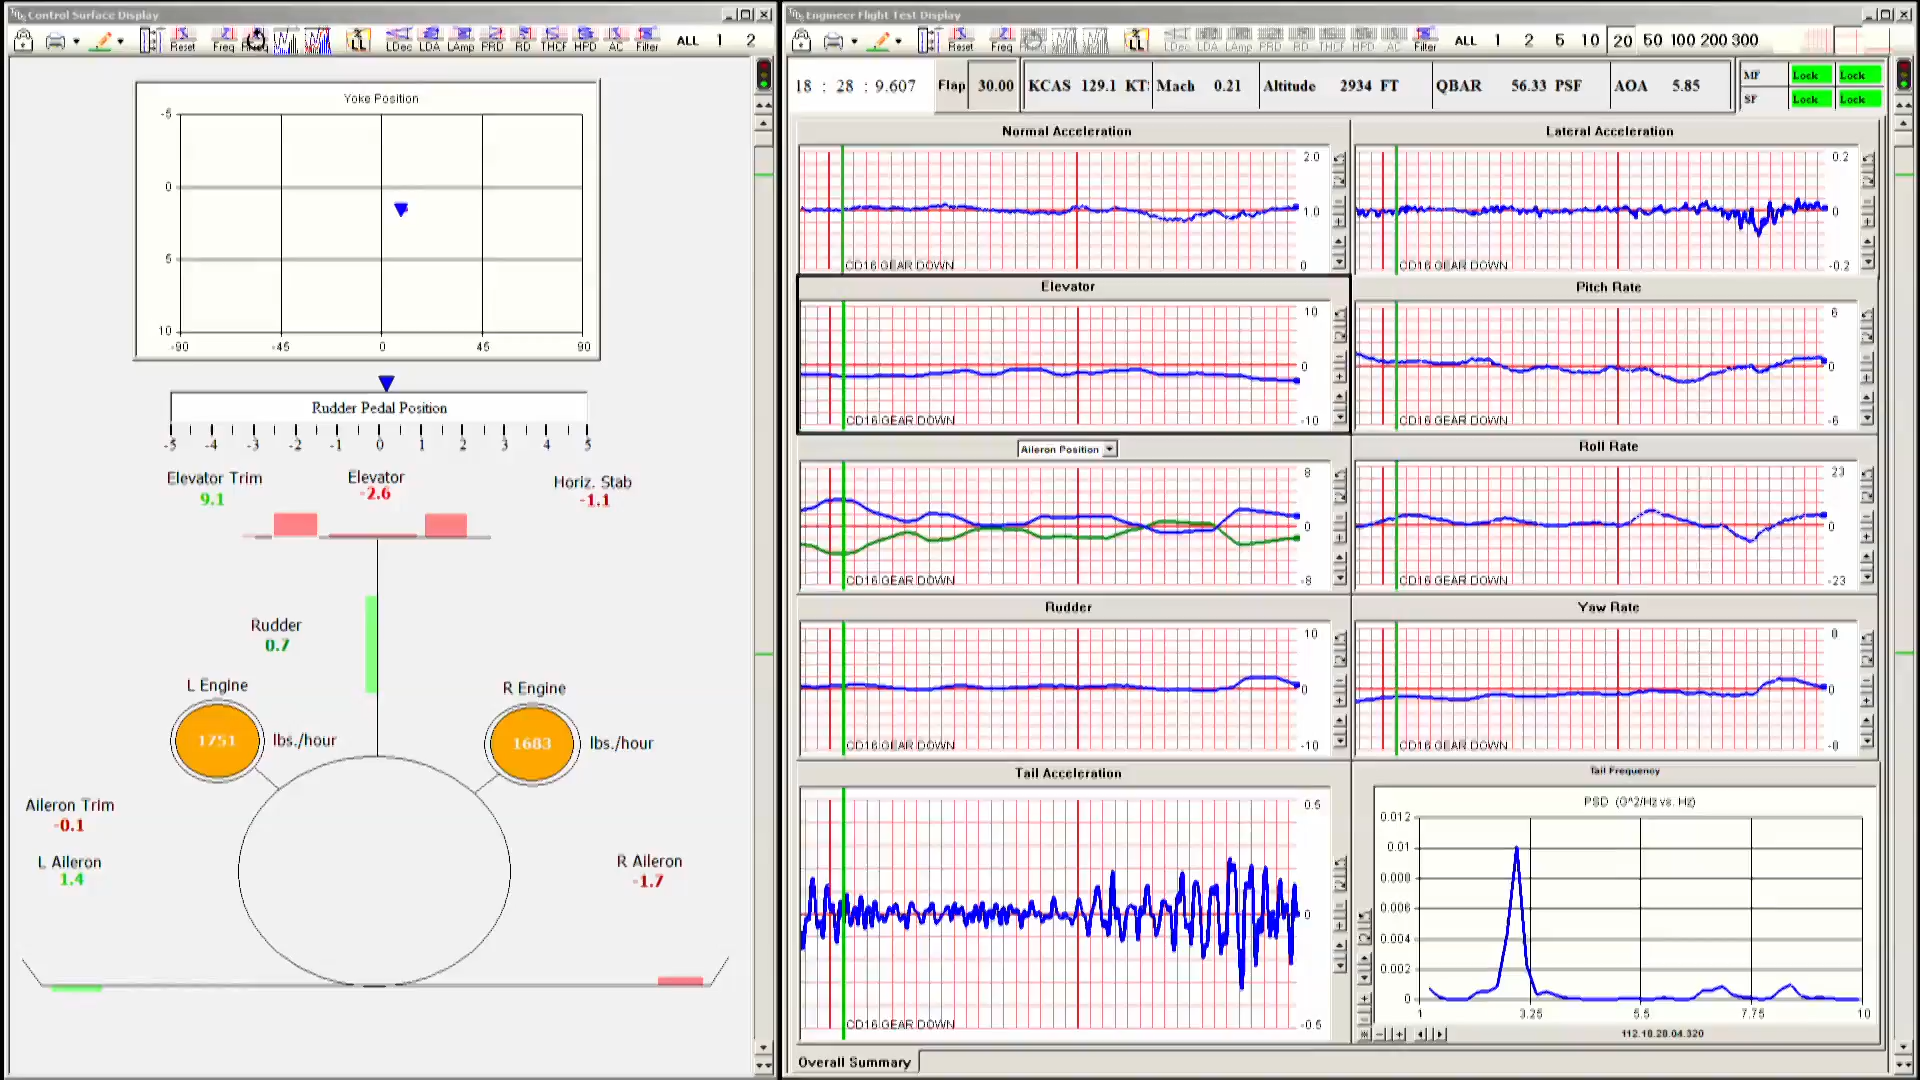 Control Surface Display
Reset Freq LDec LDA LAmp PRD RD THCF HPD AC Filter ALL 1 2
Yoke Position
-5
0
5
10
-90 -45 0 45 90
Rudder Pedal Position
-5 -4 -3 -2 -1 0 1 2 3 4 5
Elevator Trim
9.1
Elevator
-2.6
Horiz. Stab
-1.1
Rudder
0.7
L Engine
1751 lbs./hour
R Engine
1683 lbs./hour
Aileron Trim
-0.1
L Aileron
1.4
R Aileron
-1.7
Engineer Flight Test Display
Reset Freq LDec LDA LAmp PRD RD THCF HPD AC Filter ALL 1 2 5 10 20 50 100 200 300
18 : 28 : 9.607 Flap 30.00 KCAS 129.1 KT Mach 0.21 Altitude 2934 FT QBAR 56.33 PSF AOA 5.85
MF Lock Lock
SF Lock Lock
Normal Acceleration
2.0
1.0
0
CD16 GEAR DOWN
Lateral Acceleration
0.2
0
-0.2
CD16 GEAR DOWN
Elevator
10
0
-10
CD16 GEAR DOWN
Pitch Rate
6
0
-6
CD16 GEAR DOWN
Aileron Position
8
0
-8
CD16 GEAR DOWN
Roll Rate
23
0
-23
CD16 GEAR DOWN
Rudder
10
0
-10
CD16 GEAR DOWN
Yaw Rate
0
CD16 GEAR DOWN
Tail Acceleration
0.5
0
-0.5
CD16 GEAR DOWN
Tail Frequency
PSD (G^2/Hz vs. Hz)
0.012
0.01
0.008
0.006
0.004
0.002
0
1 3.25 5.5 7.75 10
112.18.28.04.320
Overall Summary